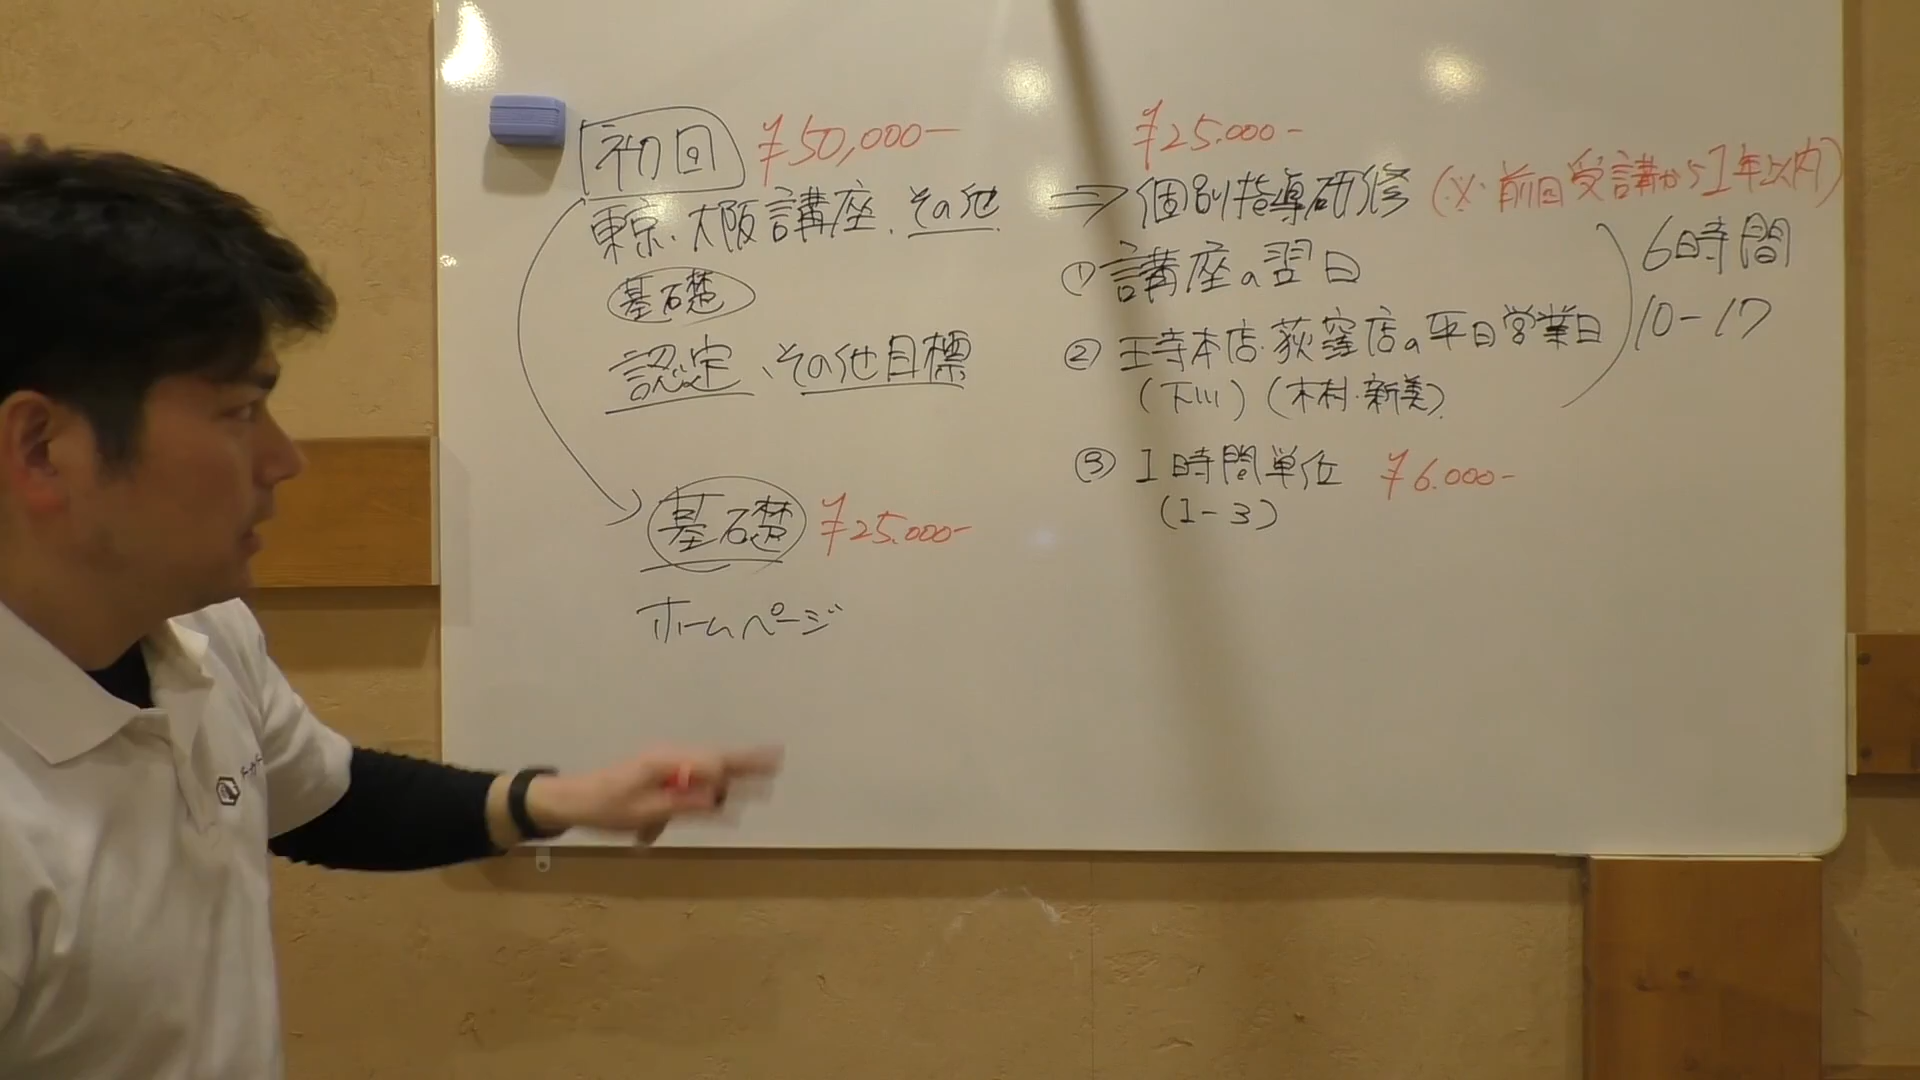 初回 ¥50,000-
東京・大阪講座、その他
基礎
認定、その他目標
基礎 ¥25.000-
ホームページ
¥25.000-
⇒個別指導研修 (※前回受講から1年以内)
①講座の翌日
②王寺本店・荻窪店の平日営業日
(下川) (木村・新美)
6時間
10-17
③ 1時間単位 ¥6.000-
(1-3)